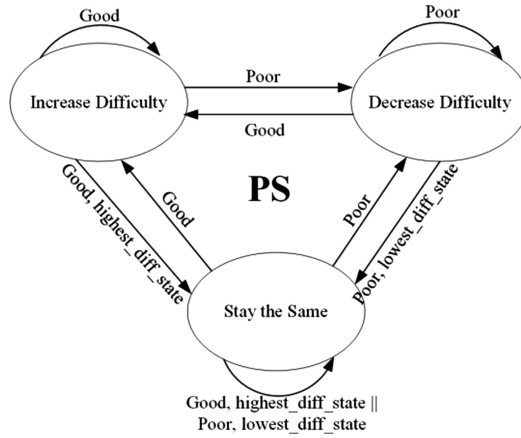 Good
Poor
Increase Difficulty
Poor
Decrease Difficulty
Good
PS
Good, highest_diff_state
Good
Poor
Poor, lowest_diff_state
Stay the Same
Good, highest_diff_state ||
Poor, lowest_diff_state